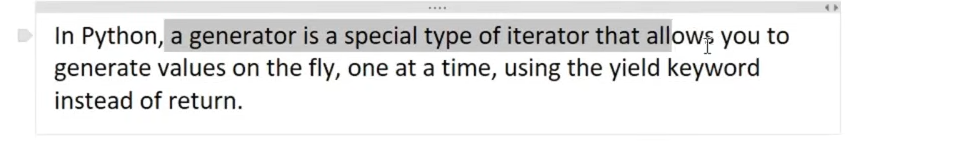 In Python, a generator is a special type of iterator that allows you to
generate values on the fly, one at a time, using the yield keyword
instead of return.